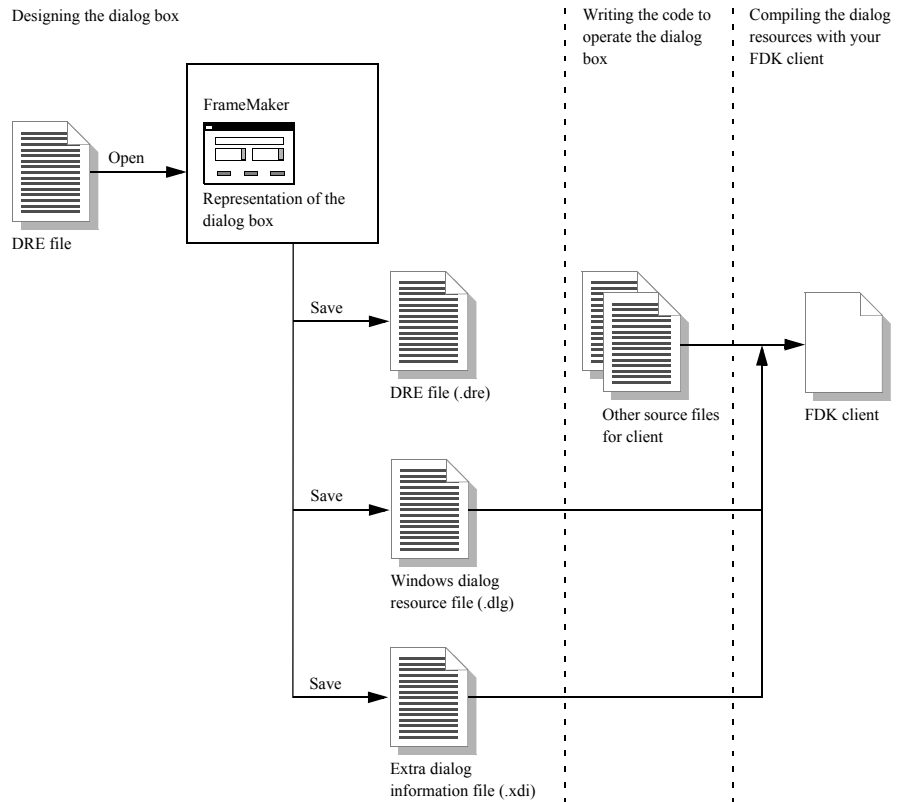 Designing the dialog box
Writing the code to
operate the dialog
box
Compiling the dialog
resources with your
FDK client
FrameMaker
Open
Representation of the
dialog box
DRE file
Save
DRE file (.dre)
Other source files
for client
FDK client
Save
Windows dialog
resource file (.dlg)
Save
Extra dialog
information file (.xdi)